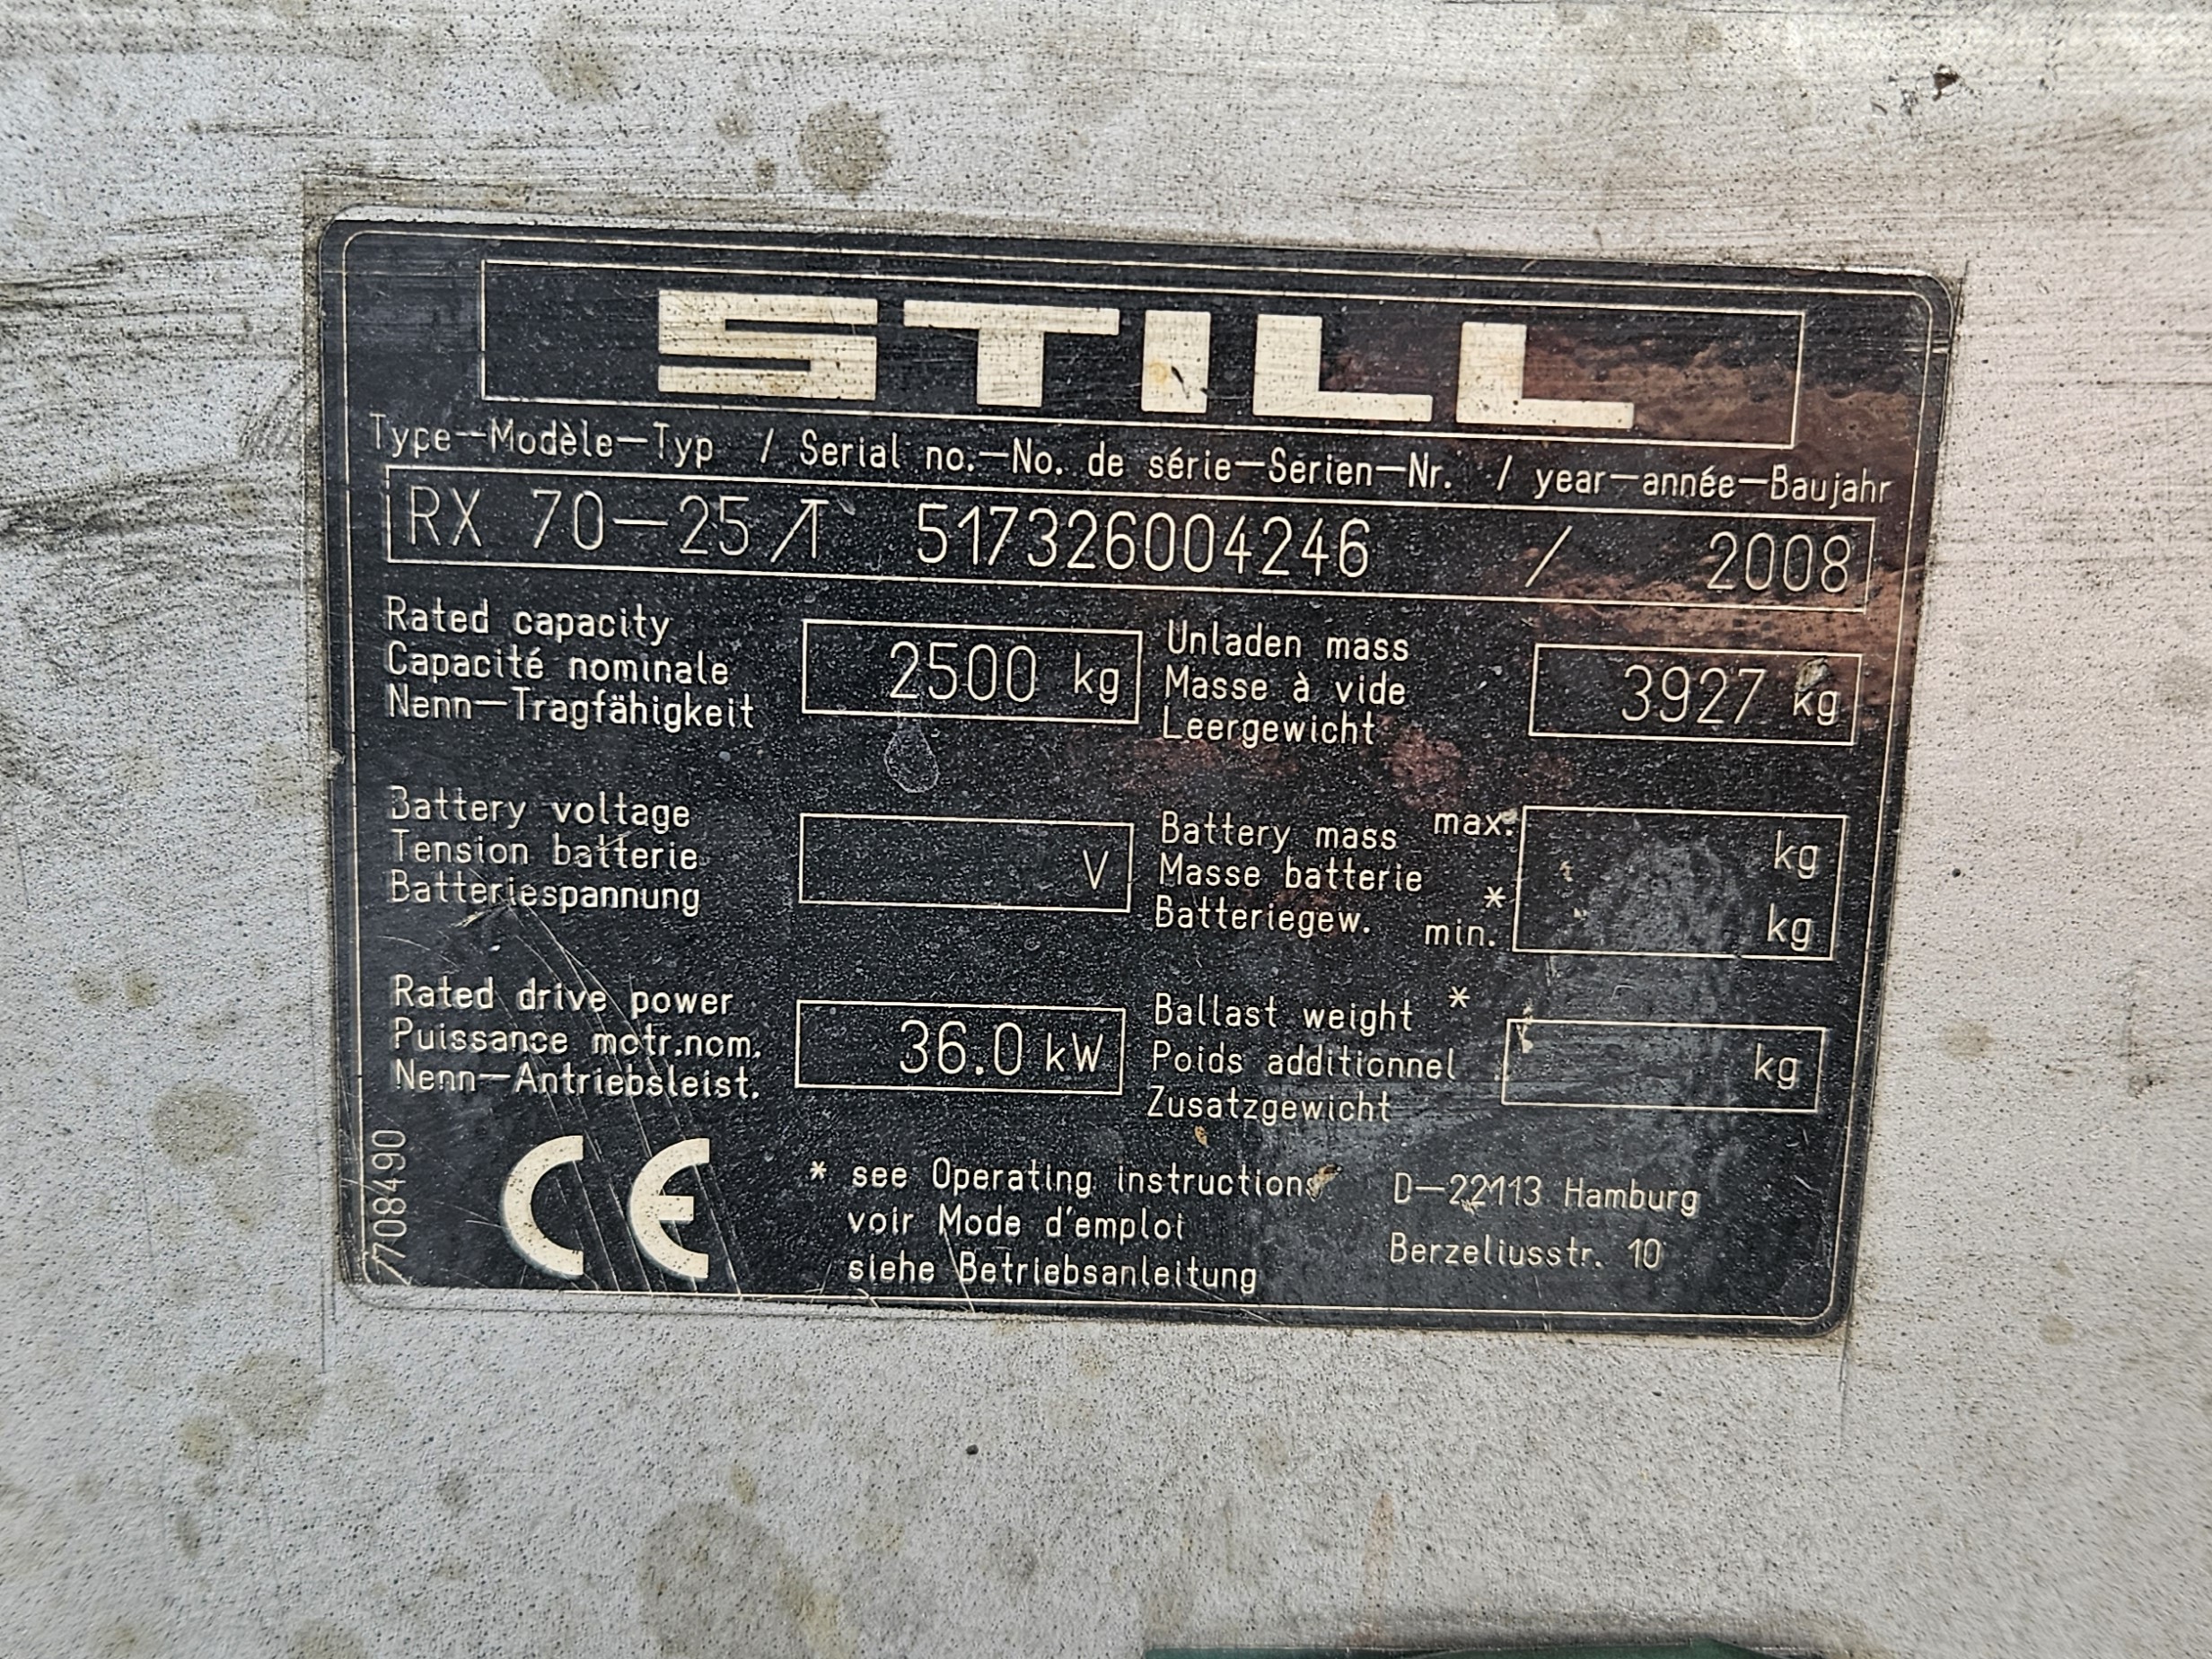 STILL
Type—Modèle—Typ / Serial no.—No. de série—Serien—Nr. / year—année—Baujahr
RX 70—25/T 517326004246 / 2008
Rated capacity
Capacité nominale
Nenn—Tragfähigkeit
2500 kg
Unladen mass
Masse à vide
Leergewicht
3927 kg
Battery voltage
Tension batterie
Batteriespannung
V
Battery mass max.
Masse batterie *
Batteriegew. min.
kg
kg
Rated drive power
Puissance motr.nom.
Nenn—Antriebsleist.
36.0 kW
Ballast weight *
Poids additionnel
Zusatzgewicht
kg
7708490
CE
* see Operating instructions
voir Mode d'emploi
siehe Betriebsanleitung
D—22113 Hamburg
Berzeliusstr. 10